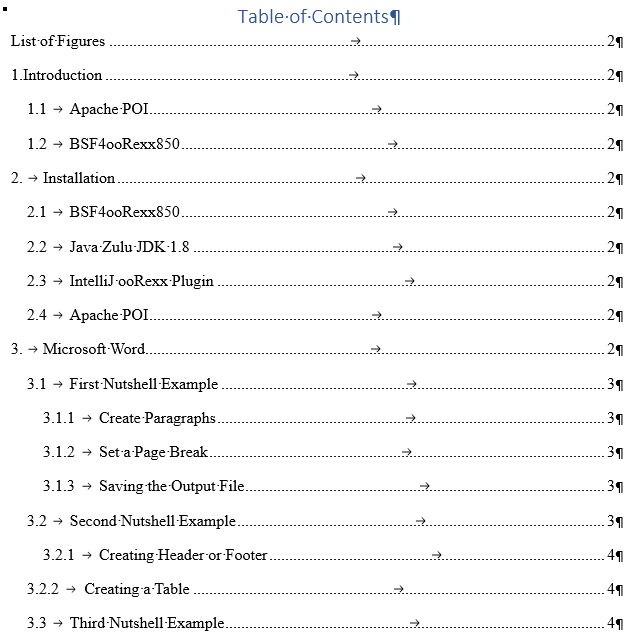 Table·of·Contents¶
List·of·Figures → 2¶
1.Introduction → 2¶
1.1 → Apache·POI → 2¶
1.2 → BSF4ooRexx850 → 2¶
2. → Installation → 2¶
2.1 → BSF4ooRexx850 → 2¶
2.2 → Java·Zulu·JDK·1.8 → 2¶
2.3 → IntelliJ·ooRexx·Plugin → 2¶
2.4 → Apache·POI → 2¶
3. → Microsoft·Word → 2¶
3.1 → First·Nutshell·Example → 3¶
3.1.1 → Create·Paragraphs → 3¶
3.1.2 → Set·a·Page·Break → 3¶
3.1.3 → Saving·the·Output·File → 3¶
3.2 → Second·Nutshell·Example → 3¶
3.2.1 → Creating·Header·or·Footer → 4¶
3.2.2 → Creating·a·Table → 4¶
3.3 → Third·Nutshell·Example → 4¶